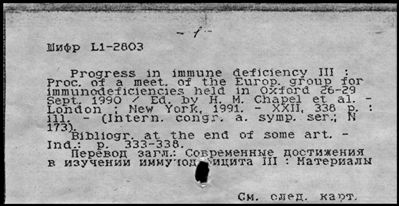 - 1 -
Шифр L1-2803
Progress in immune deficiency III :
Proc. of a meet. of the Europ. group for
immunodeficiencies held in Oxford 26-29
Sept. 1990 / Ed. by H. M. Chapel et al. -
London ; New York, 1991. - XXII, 338 p. :
ill. - (Intern. congr. a. symp. ser.; N
173).
Bibliogr. at the end of some art. -
Ind.: p. 333-338.
Перевод загл.: Современные достижения
в изучении иммунод ицита III : Материалы
См. след. карт.